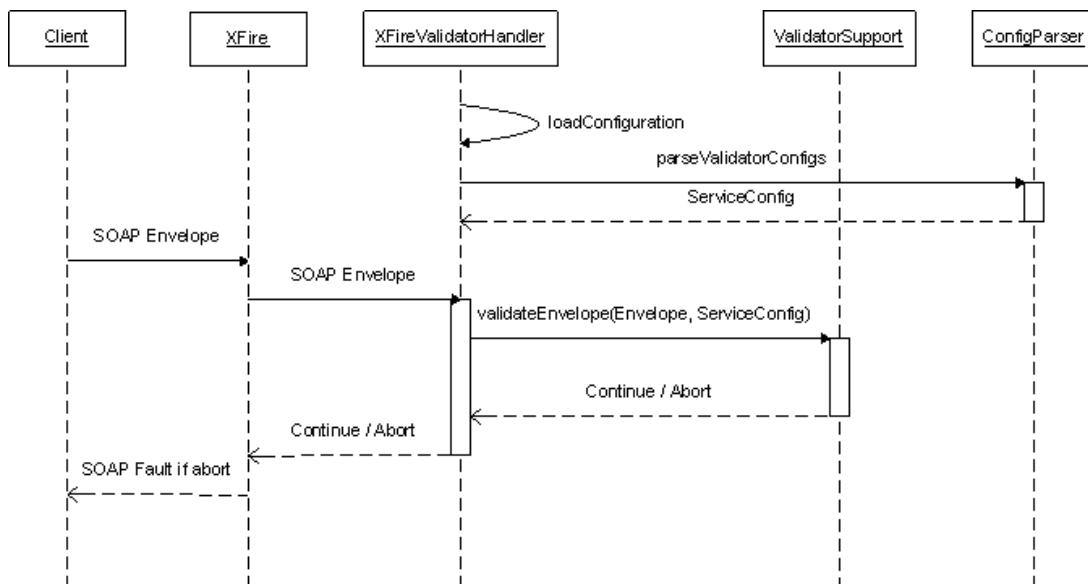 Client
XFire
XFireValidatorHandler
ValidatorSupport
ConfigParser
loadConfiguration
parseValidatorConfigs
ServiceConfig
SOAP Envelope
SOAP Envelope
validateEnvelope(Envelope, ServiceConfig)
Continue / Abort
Continue / Abort
SOAP Fault if abort